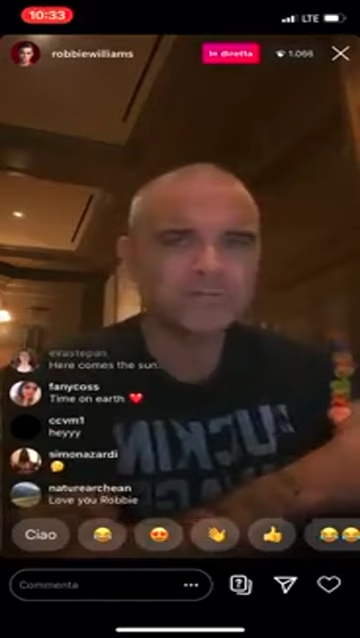 10:33
LTE
robbiewilliams
In diretta
1.066
evastepan
Here comes the sun.
fanycoss
Time on earth ❤️
ccvm1
heyyy
simonazardi
naturearchean
Love you Robbie
Ciao
Commenta